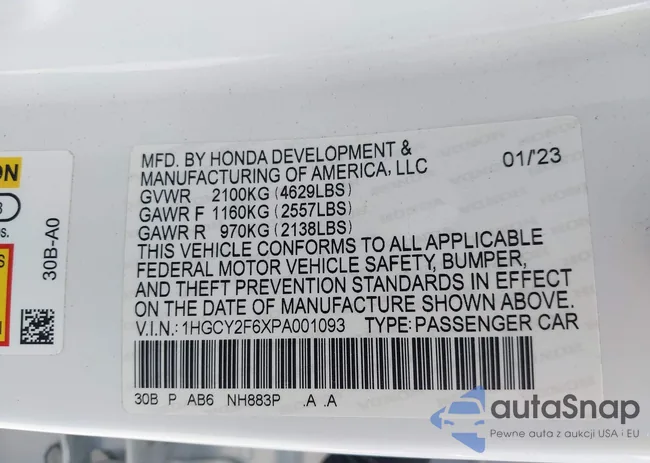 MFD. BY HONDA DEVELOPMENT &
MANUFACTURING OF AMERICA, LLC 01/'23
GVWR 2100KG (4629LBS)
GAWR F 1160KG (2557LBS)
GAWR R 970KG (2138LBS)
THIS VEHICLE CONFORMS TO ALL APPLICABLE
FEDERAL MOTOR VEHICLE SAFETY, BUMPER,
AND THEFT PREVENTION STANDARDS IN EFFECT
ON THE DATE OF MANUFACTURE SHOWN ABOVE.
V.I.N.: 1HGCY2F6XPA001093 TYPE: PASSENGER CAR
30B P AB6 NH883P .A .A
30B-A0
autaSnap
Pewne auta z aukcji USA i EU